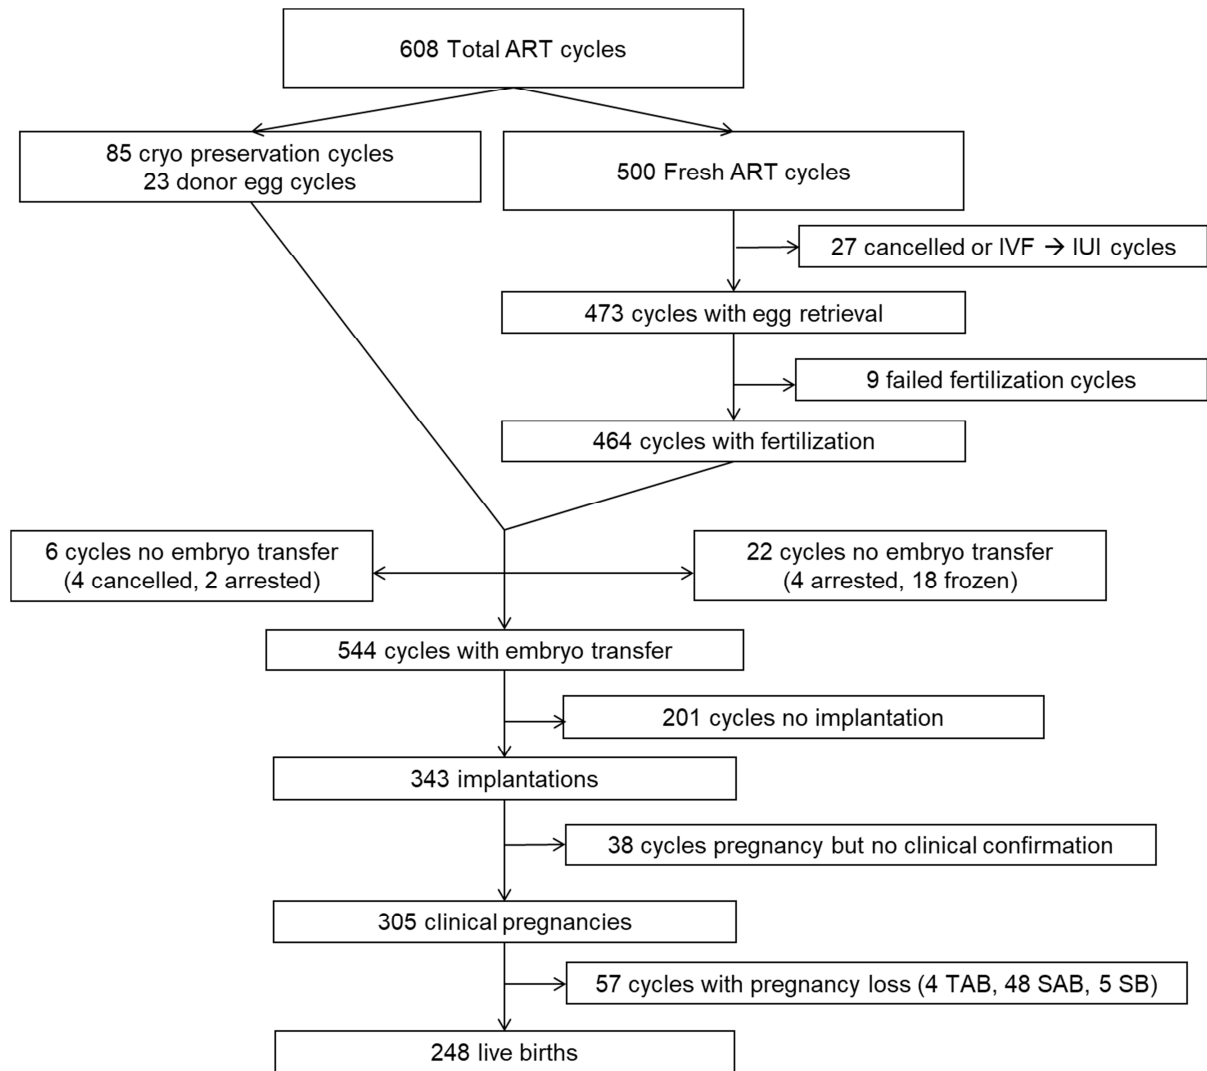 608 Total ART cycles
85 cryo preservation cycles
23 donor egg cycles
500 Fresh ART cycles
27 cancelled or IVF → IUI cycles
473 cycles with egg retrieval
9 failed fertilization cycles
464 cycles with fertilization
6 cycles no embryo transfer
(4 cancelled, 2 arrested)
22 cycles no embryo transfer
(4 arrested, 18 frozen)
544 cycles with embryo transfer
201 cycles no implantation
343 implantations
38 cycles pregnancy but no clinical confirmation
305 clinical pregnancies
57 cycles with pregnancy loss (4 TAB, 48 SAB, 5 SB)
248 live births